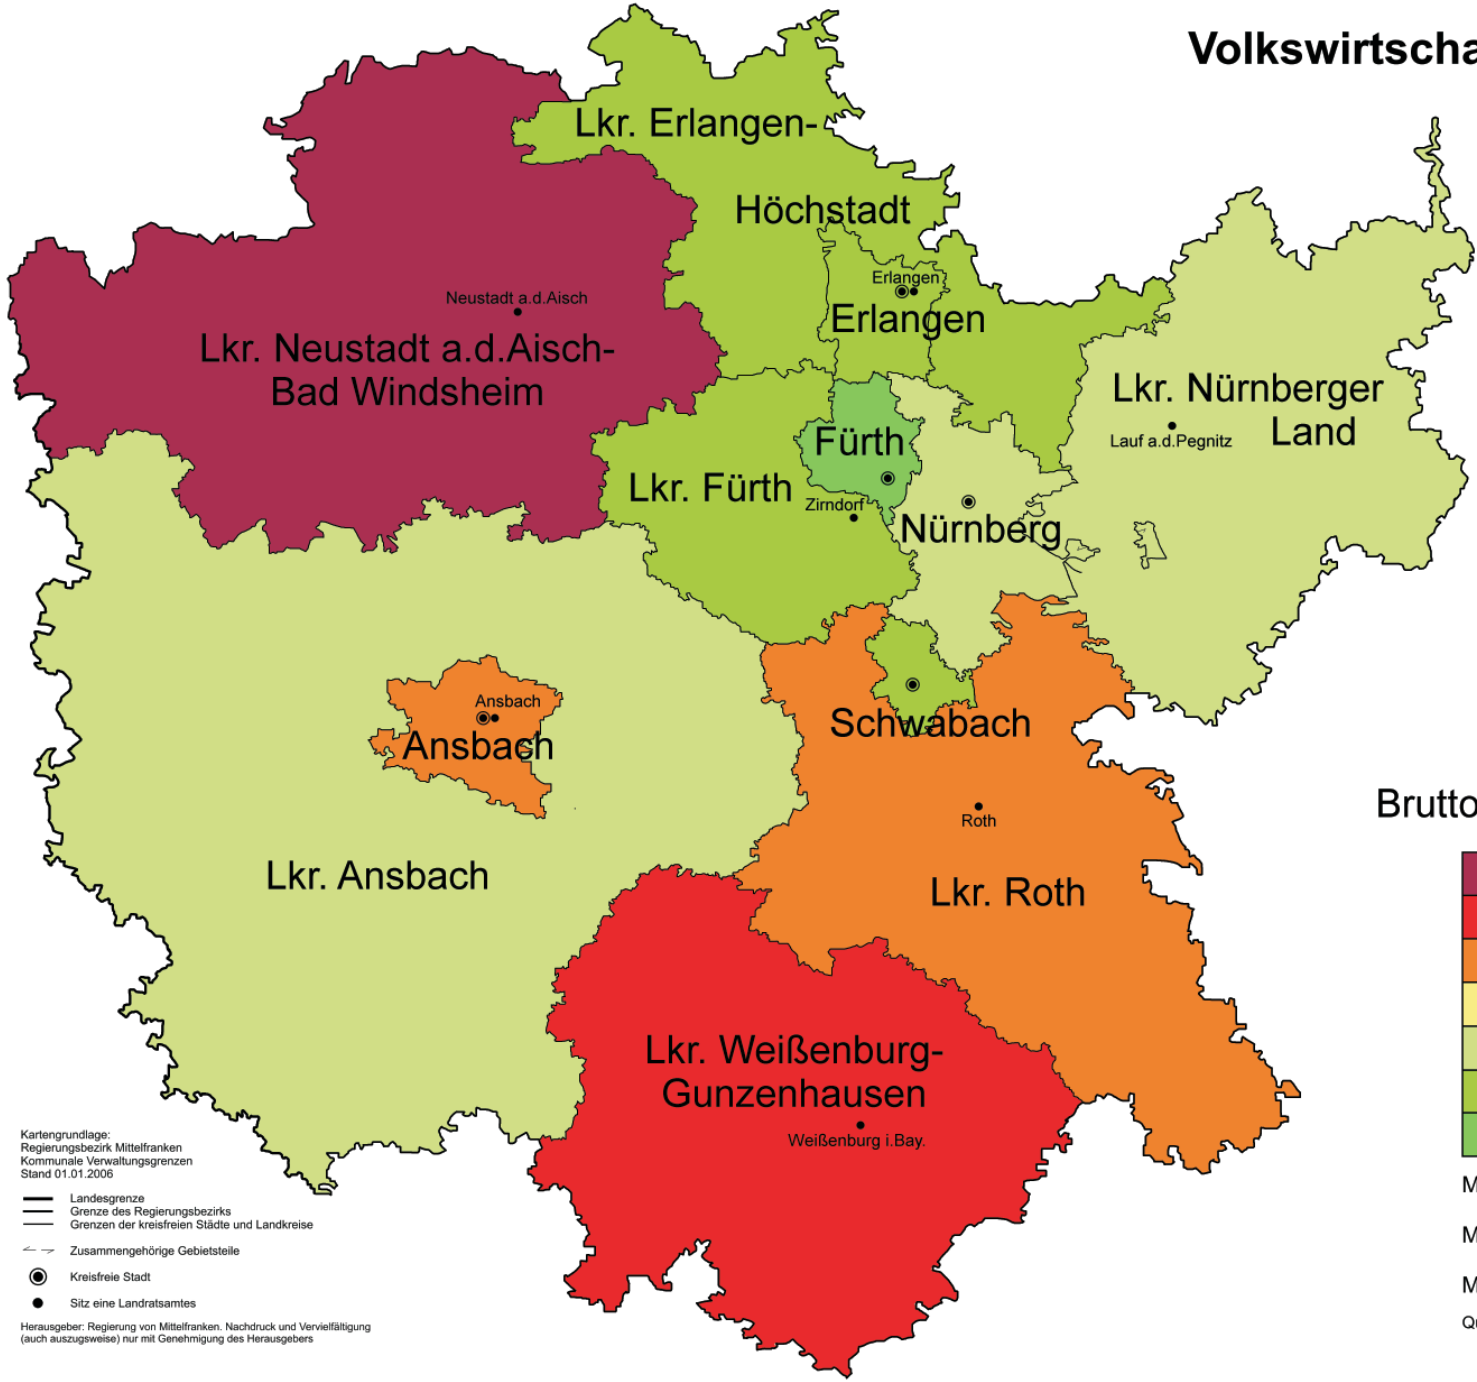 Volkswirtscha
Lkr. Erlangen-
Höchstadt
Erlangen
Erlangen
Neustadt a.d.Aisch
Lkr. Neustadt a.d.Aisch-
Bad Windsheim
Lkr. Nürnberger
Land
Lauf a.d.Pegnitz
Fürth
Lkr. Fürth
Zirndorf
Nürnberg
Ansbach
Ansbach
Schwabach
Roth
Brutto
Lkr. Ansbach
Lkr. Roth
Lkr. Weißenburg-
Gunzenhausen
Weißenburg i.Bay.
Kartengrundlage:
Regierungsbezirk Mittelfranken
Kommunale Verwaltungsgrenzen
Stand 01.01.2006
Landesgrenze
Grenze des Regierungsbezirks
Grenzen der kreisfreien Städte und Landkreise
Zusammengehörige Gebietsteile
Kreisfreie Stadt
Sitz eine Landratsamtes
Herausgeber: Regierung von Mittelfranken. Nachdruck und Vervielfältigung
(auch auszugsweise) nur mit Genehmigung des Herausgebers
M
M
M
Qu